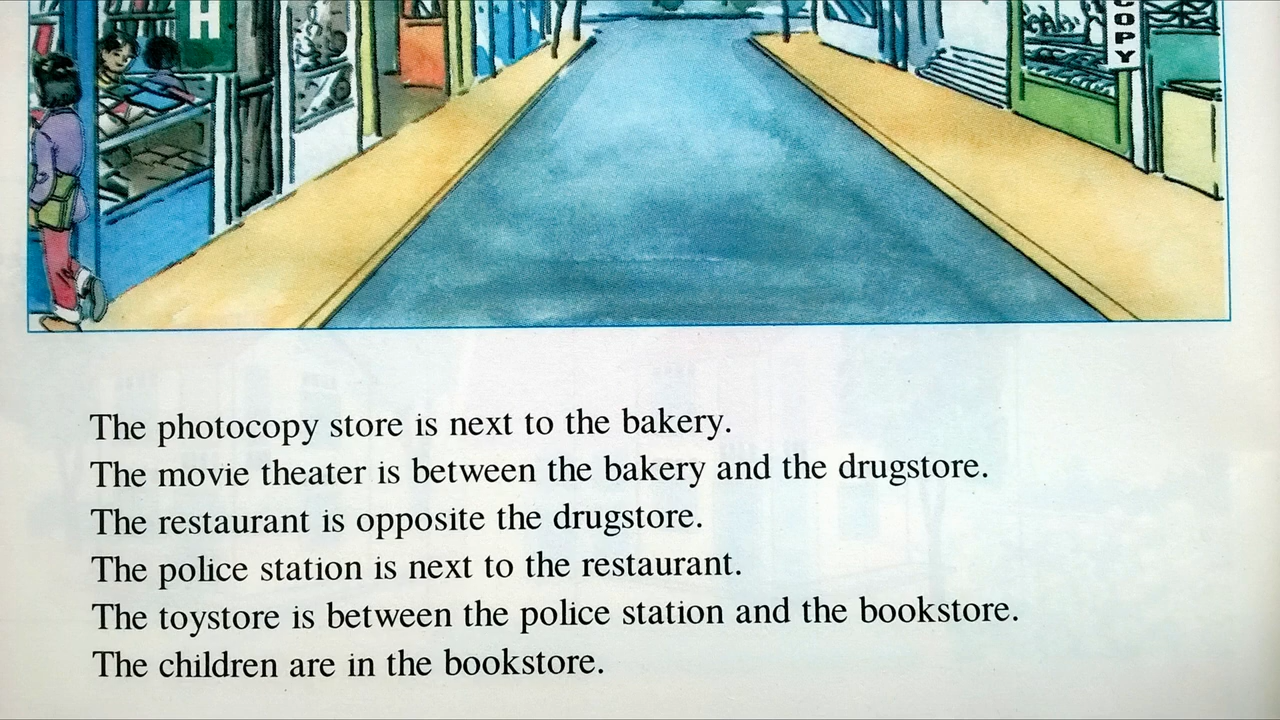 H
COPY
The photocopy store is next to the bakery.
The movie theater is between the bakery and the drugstore.
The restaurant is opposite the drugstore.
The police station is next to the restaurant.
The toystore is between the police station and the bookstore.
The children are in the bookstore.